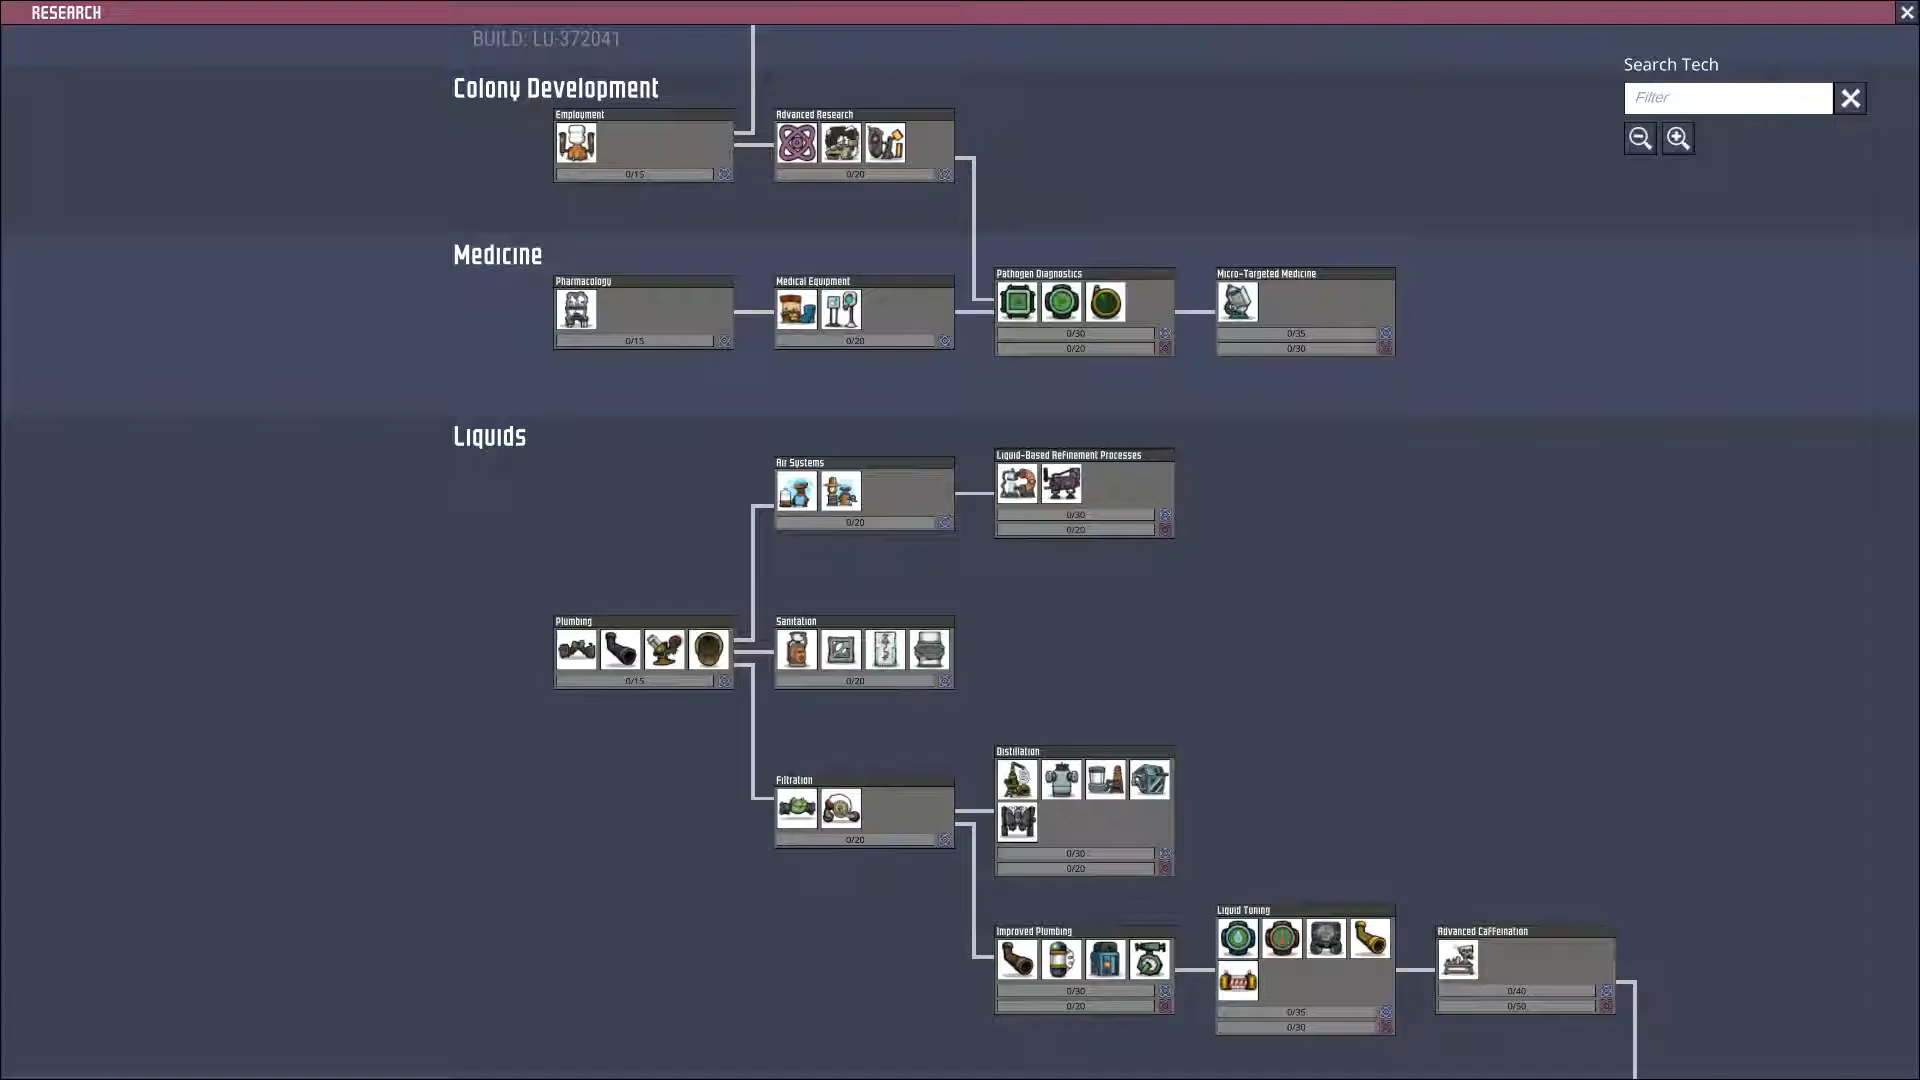 RESEARCH
BUILD: LU-372041
Search Tech
Filter
Colony Development
Employment
0/15
Advanced Research
0/20
Medicine
Pharmacology
0/15
Medical Equipment
0/20
Pathogen Diagnostics
0/30
0/20
Micro-Targeted Medicine
0/35
0/30
Liquids
Air Systems
0/20
Liquid-Based Refinement Processes
0/30
0/20
Plumbing
0/15
Sanitation
0/20
Filtration
0/20
Distillation
0/30
0/20
Improved Plumbing
0/30
0/20
Liquid Tuning
0/35
0/30
Advanced Caffeination
0/40
0/50